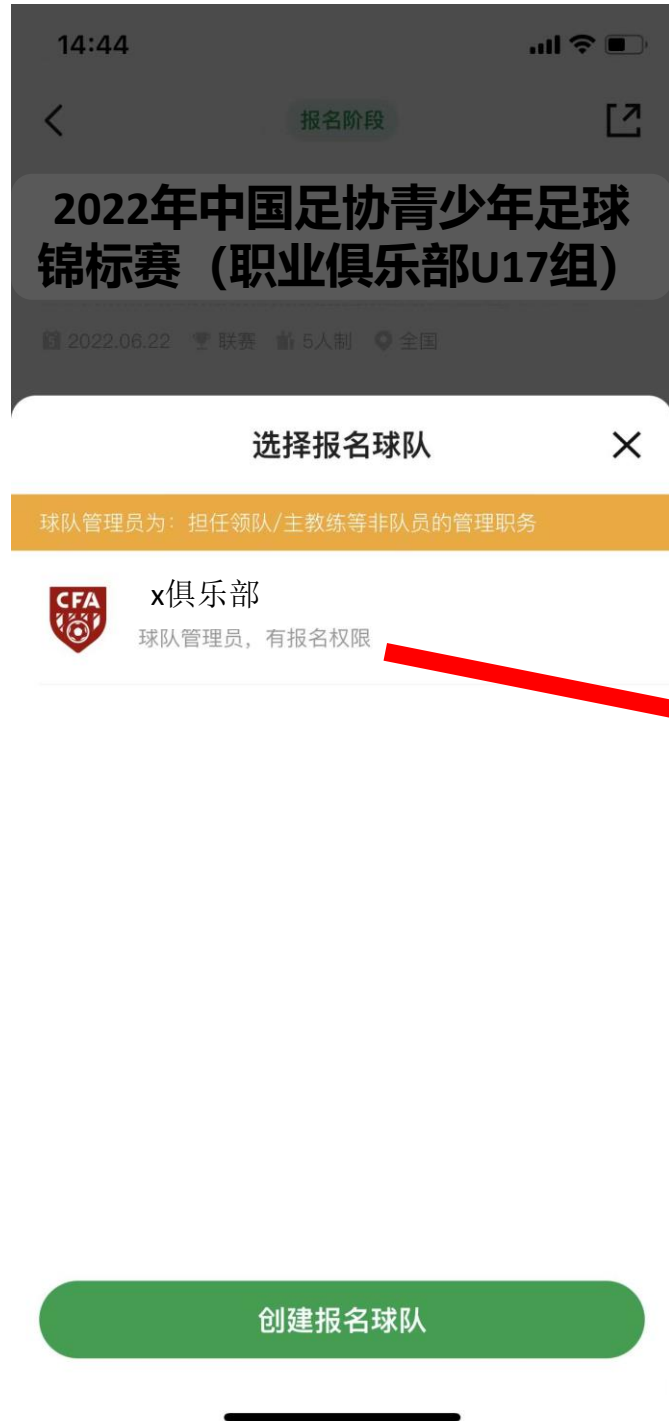 14:44
报名阶段
2022年中国足协青少年足球
锦标赛（职业俱乐部U17组）
2022.06.22 联赛 5人制 全国
选择报名球队
球队管理员为：担任领队/主教练等非队员的管理职务
CFA
x俱乐部
球队管理员，有报名权限
创建报名球队